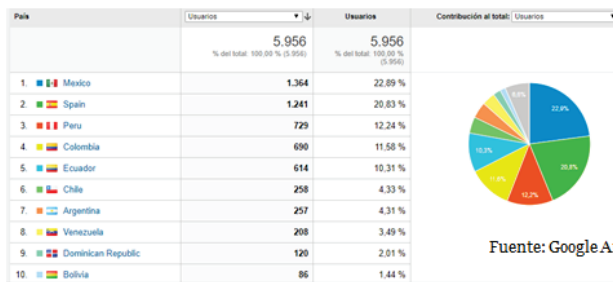 País Usuarios Usuarios Contribución al total: Usuarios
5.956 5.956
% del total: 100,00 % (5.956) % del total: 100,00 %
(5.956)
1. Mexico 1.364 22,89 %
2. Spain 1.241 20,83 %
3. Peru 729 12,24 %
4. Colombia 690 11,58 %
5. Ecuador 614 10,31 %
6. Chile 258 4,33 %
7. Argentina 257 4,31 %
8. Venezuela 208 3,49 %
9. Dominican Republic 120 2,01 %
10. Bolivia 86 1,44 %
22,9%
20,8%
12,2%
11,6%
10,3%
Fuente: Google A